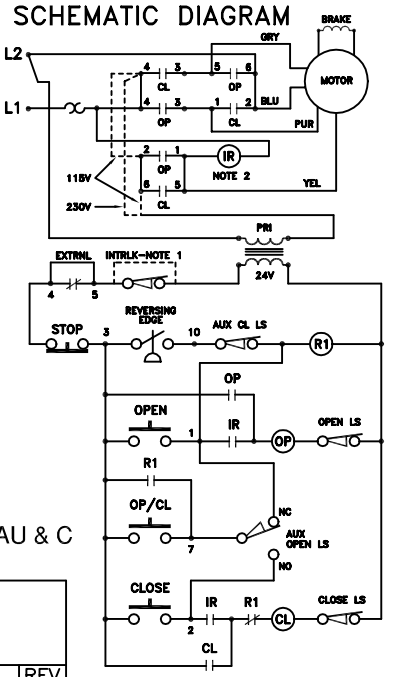 SCHEMATIC DIAGRAM
BRAKE
GRY
L2
4 3 5 6
CL OP
MOTOR
L1
4 3 1 2 BLU
OP CL
PUR
2 1 IR
OP
NOTE 2
115V
6 5 YEL
CL
230V
PRI
EXTRNL INTRLK-NOTE 1
24V
4 5
REVERSING
EDGE
STOP 3 10 AUX CL LS
R1
OP
OPEN 1 IR OPEN LS
OP
R1
OP/CL NC
AUX
OPEN LS
7
NO
AU & C
CLOSE IR R1 CLOSE LS
CL
2
CL
REV